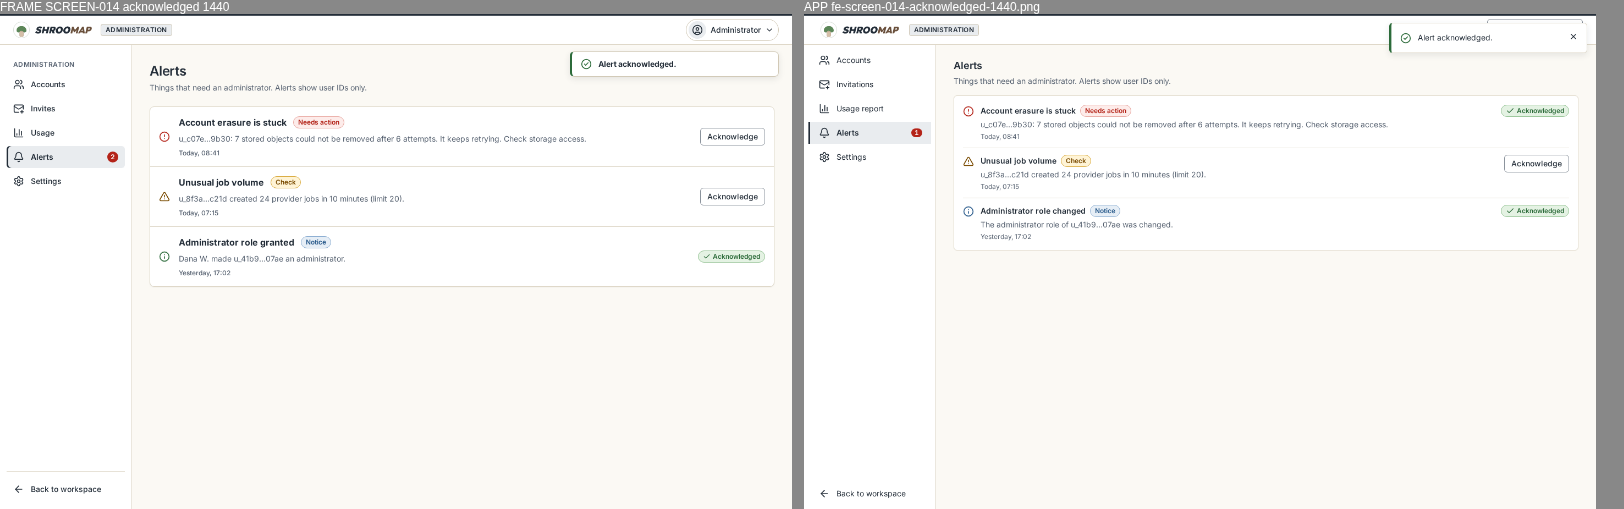 FRAME SCREEN-014 acknowledged 1440
SHROOMAP ADMINISTRATION
Administrator
ADMINISTRATION
Accounts
Invites
Usage
Alerts 2
Settings
Back to workspace
Alert acknowledged.
Alerts
Things that need an administrator. Alerts show user IDs only.
Account erasure is stuck Needs action
u_c07e…9b30: 7 stored objects could not be removed after 6 attempts. It keeps retrying. Check storage access.
Today, 08:41
Acknowledge
Unusual job volume Check
u_8f3a…c21d created 24 provider jobs in 10 minutes (limit 20).
Today, 07:15
Acknowledge
Administrator role granted Notice
Dana W. made u_41b9…07ae an administrator.
Yesterday, 17:02
Acknowledged
APP fe-screen-014-acknowledged-1440.png
SHROOMAP ADMINISTRATION
Alert acknowledged.
Accounts
Invitations
Usage report
Alerts 1
Settings
Back to workspace
Alerts
Things that need an administrator. Alerts show user IDs only.
Account erasure is stuck Needs action
u_c07e…9b30: 7 stored objects could not be removed after 6 attempts. It keeps retrying. Check storage access.
Today, 08:41
Acknowledged
Unusual job volume Check
u_8f3a…c21d created 24 provider jobs in 10 minutes (limit 20).
Today, 07:15
Acknowledge
Administrator role changed Notice
The administrator role of u_41b9…07ae was changed.
Yesterday, 17:02
Acknowledged